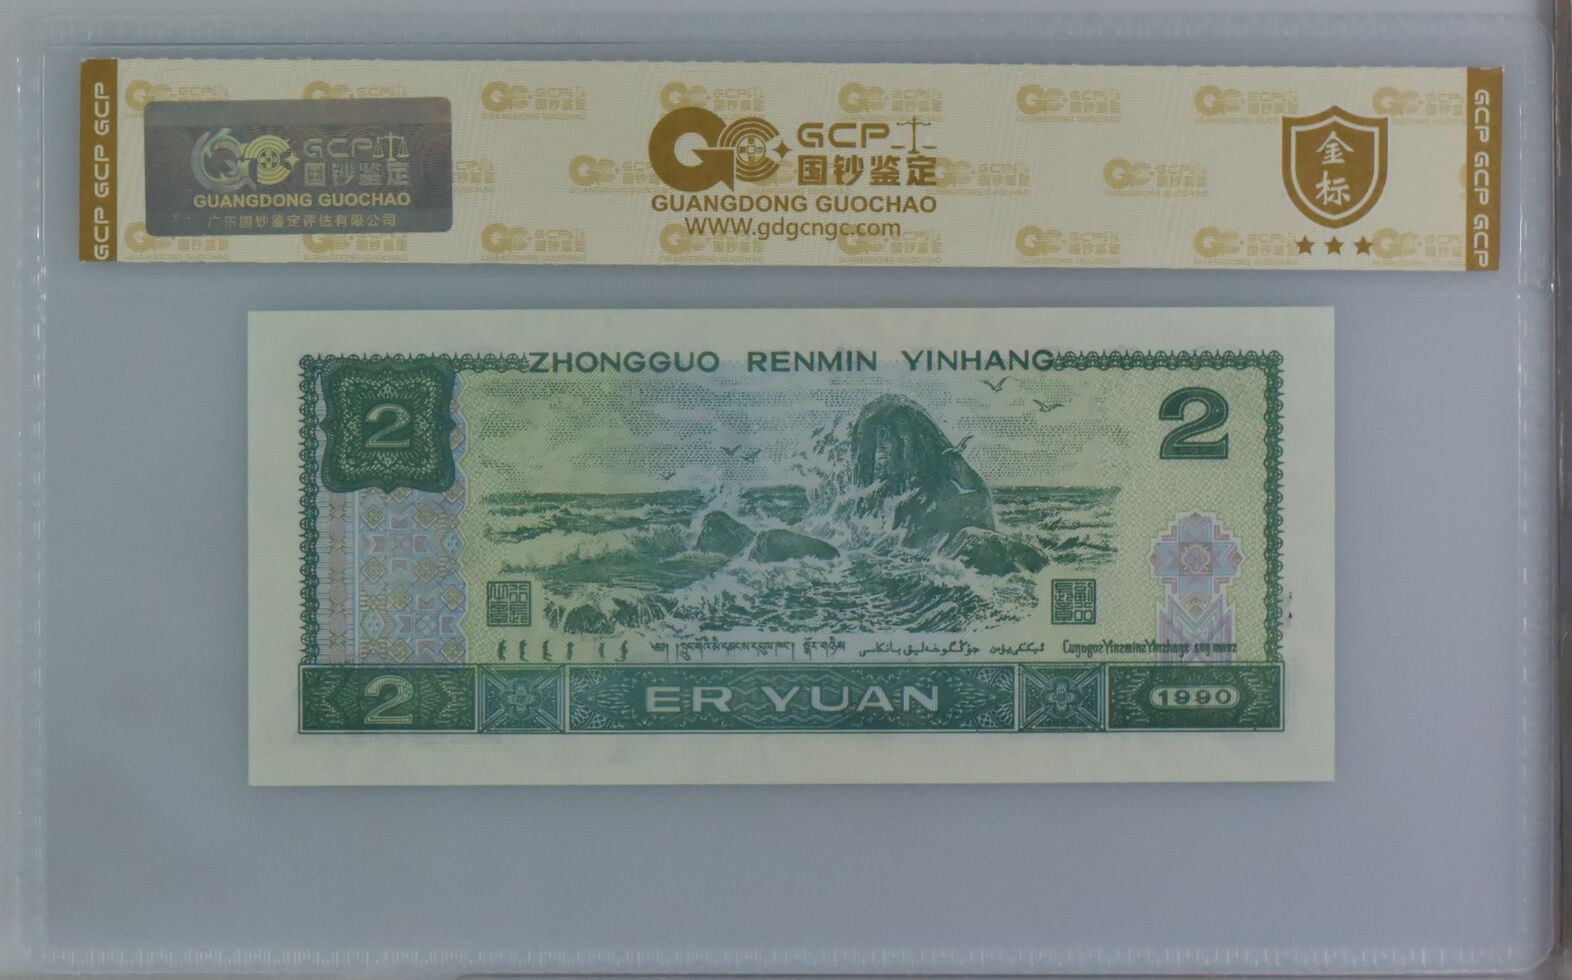 GCP GCP GCP
GCP
国钞鉴定
GUANGDONG GUOCHAO
广东国钞鉴定评估有限公司
GCP
国钞鉴定
GUANGDONG GUOCHAO
WWW.gdgcngc.com
金标
GCP GCP GCP
ZHONGGUO RENMIN YINHANG
2
2
ER YUAN
2
1990